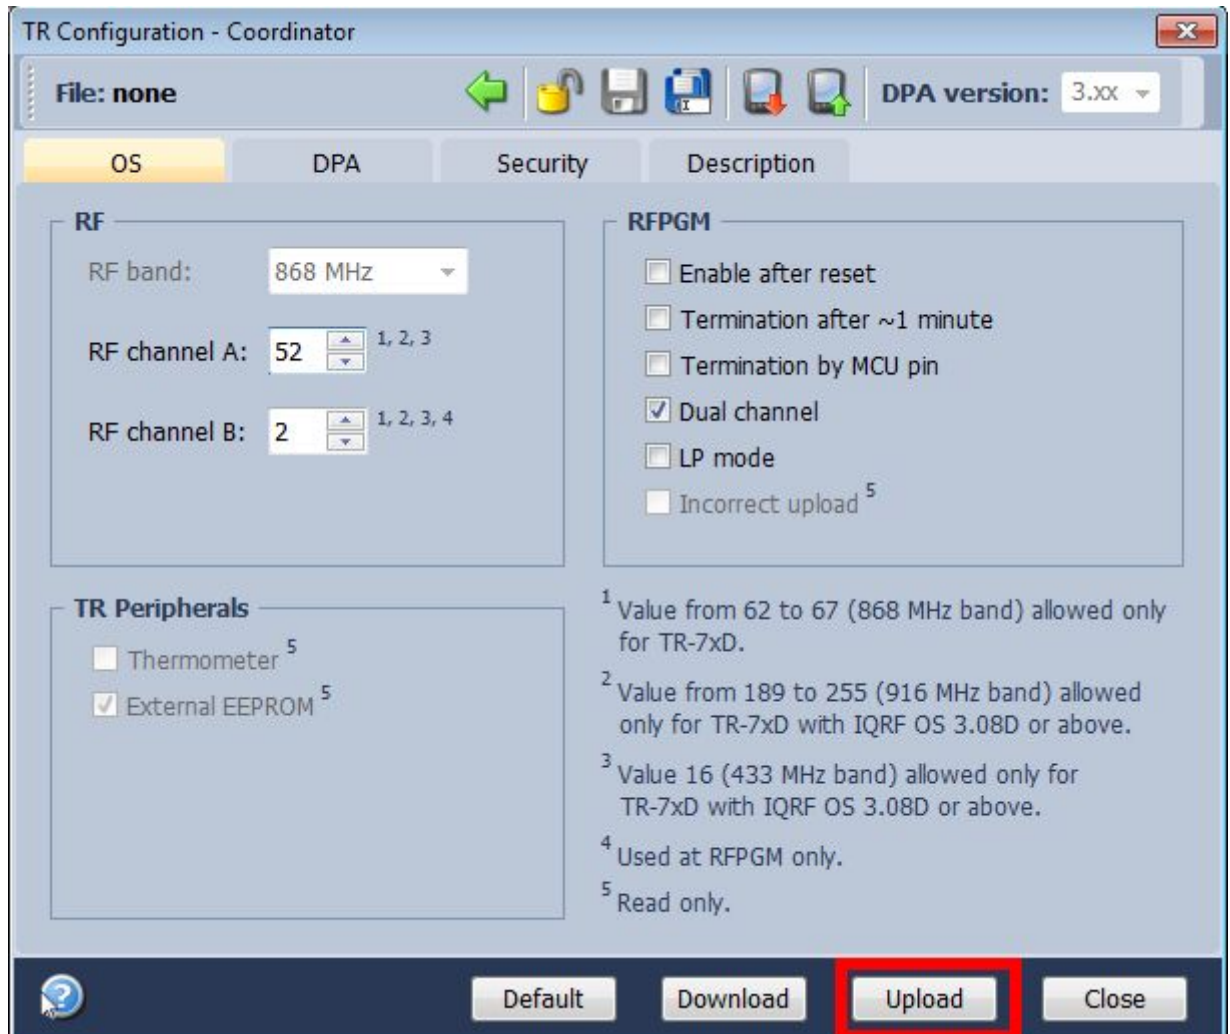 TR Configuration - Coordinator
File: none
DPA version: 3.xx
OS DPA Security Description
RF
RF band: 868 MHz
RF channel A: 52 1, 2, 3
RF channel B: 2 1, 2, 3, 4
RFPGM
Enable after reset
Termination after ~1 minute
Termination by MCU pin
Dual channel
LP mode
Incorrect upload 5
TR Peripherals
Thermometer 5
External EEPROM 5
1 Value from 62 to 67 (868 MHz band) allowed only
for TR-7xD.
2 Value from 189 to 255 (916 MHz band) allowed
only for TR-7xD with IQRF OS 3.08D or above.
3 Value 16 (433 MHz band) allowed only for
TR-7xD with IQRF OS 3.08D or above.
4 Used at RFPGM only.
5 Read only.
Default Download Upload Close